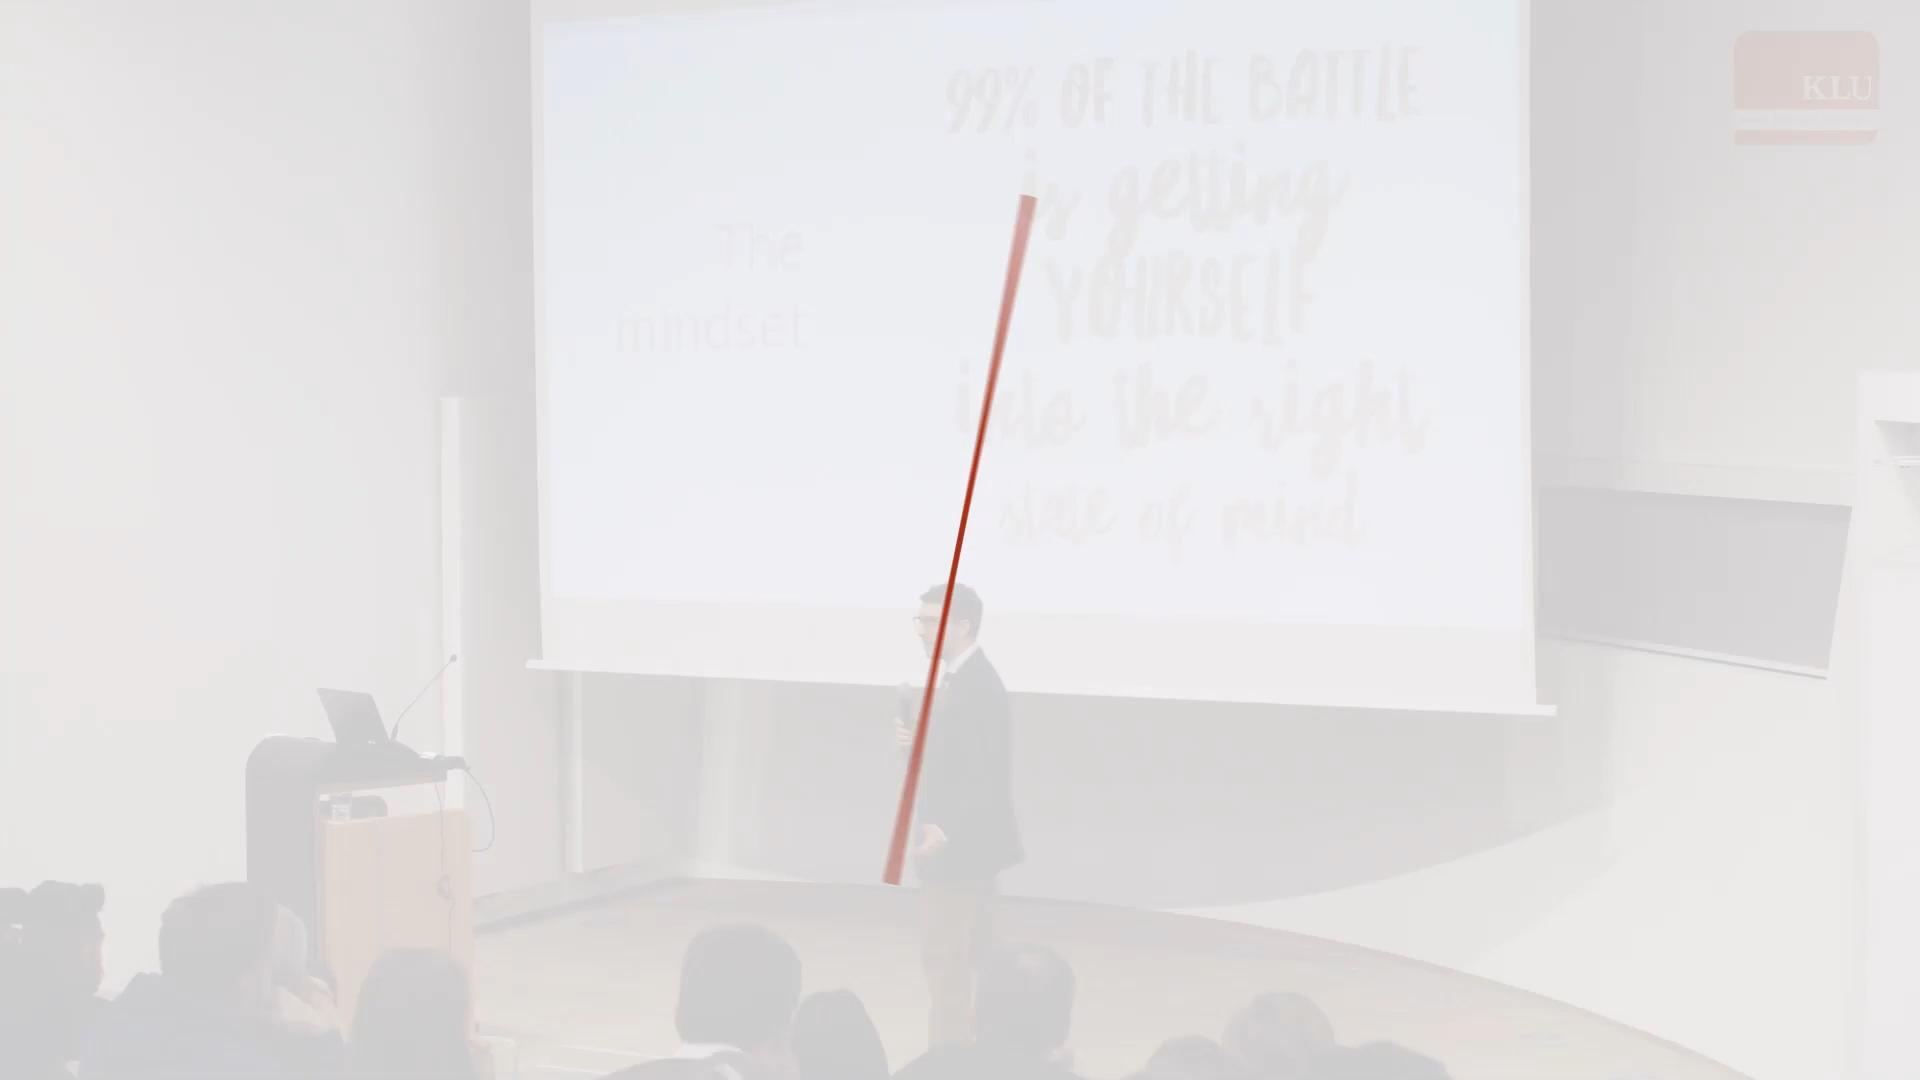 The
mindset
99% OF THE BATTLE
is getting
YOURSELF
into the right
state of mind
KLU